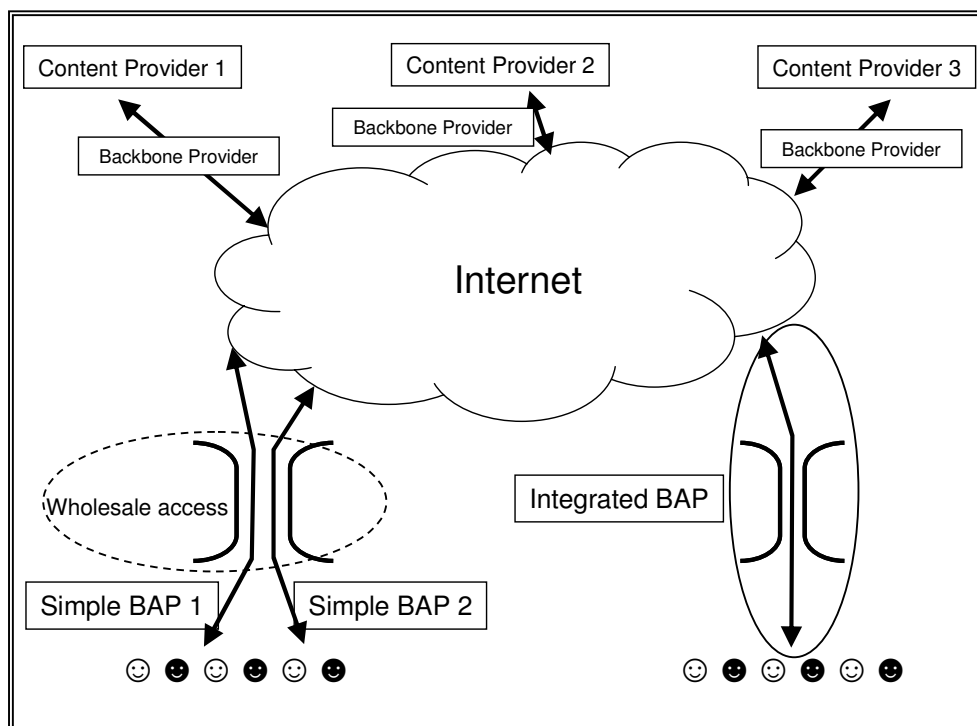 Content Provider 1
Content Provider 2
Content Provider 3
Backbone Provider
Backbone Provider
Backbone Provider
Internet
Wholesale access
Integrated BAP
Simple BAP 1
Simple BAP 2